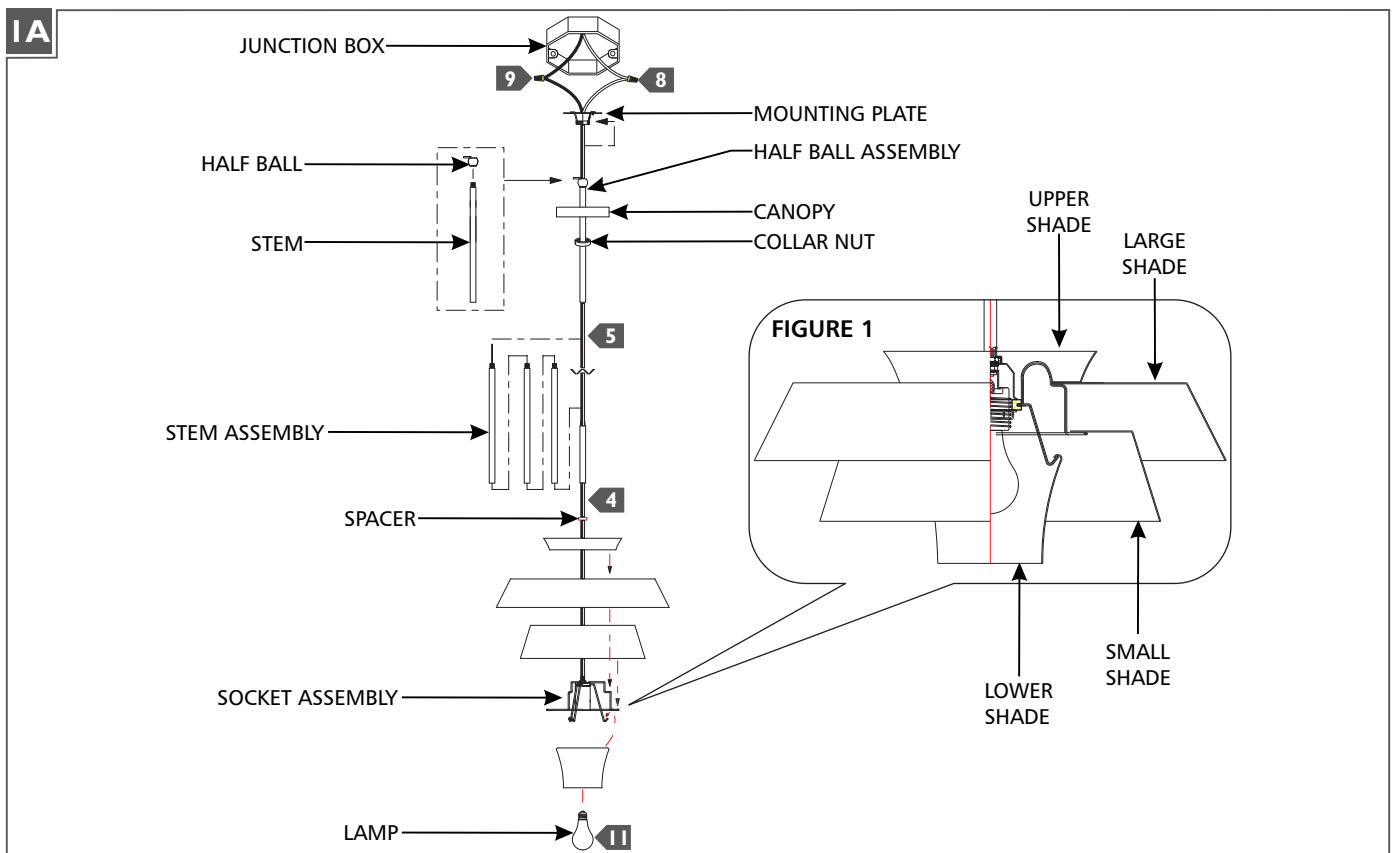 1A
JUNCTION BOX
9
8
MOUNTING PLATE
HALF BALL
HALF BALL ASSEMBLY
CANOPY
STEM
COLLAR NUT
UPPER
SHADE
LARGE
SHADE
FIGURE 1
5
STEM ASSEMBLY
4
SPACER
SOCKET ASSEMBLY
SMALL
SHADE
LOWER
SHADE
LAMP
11